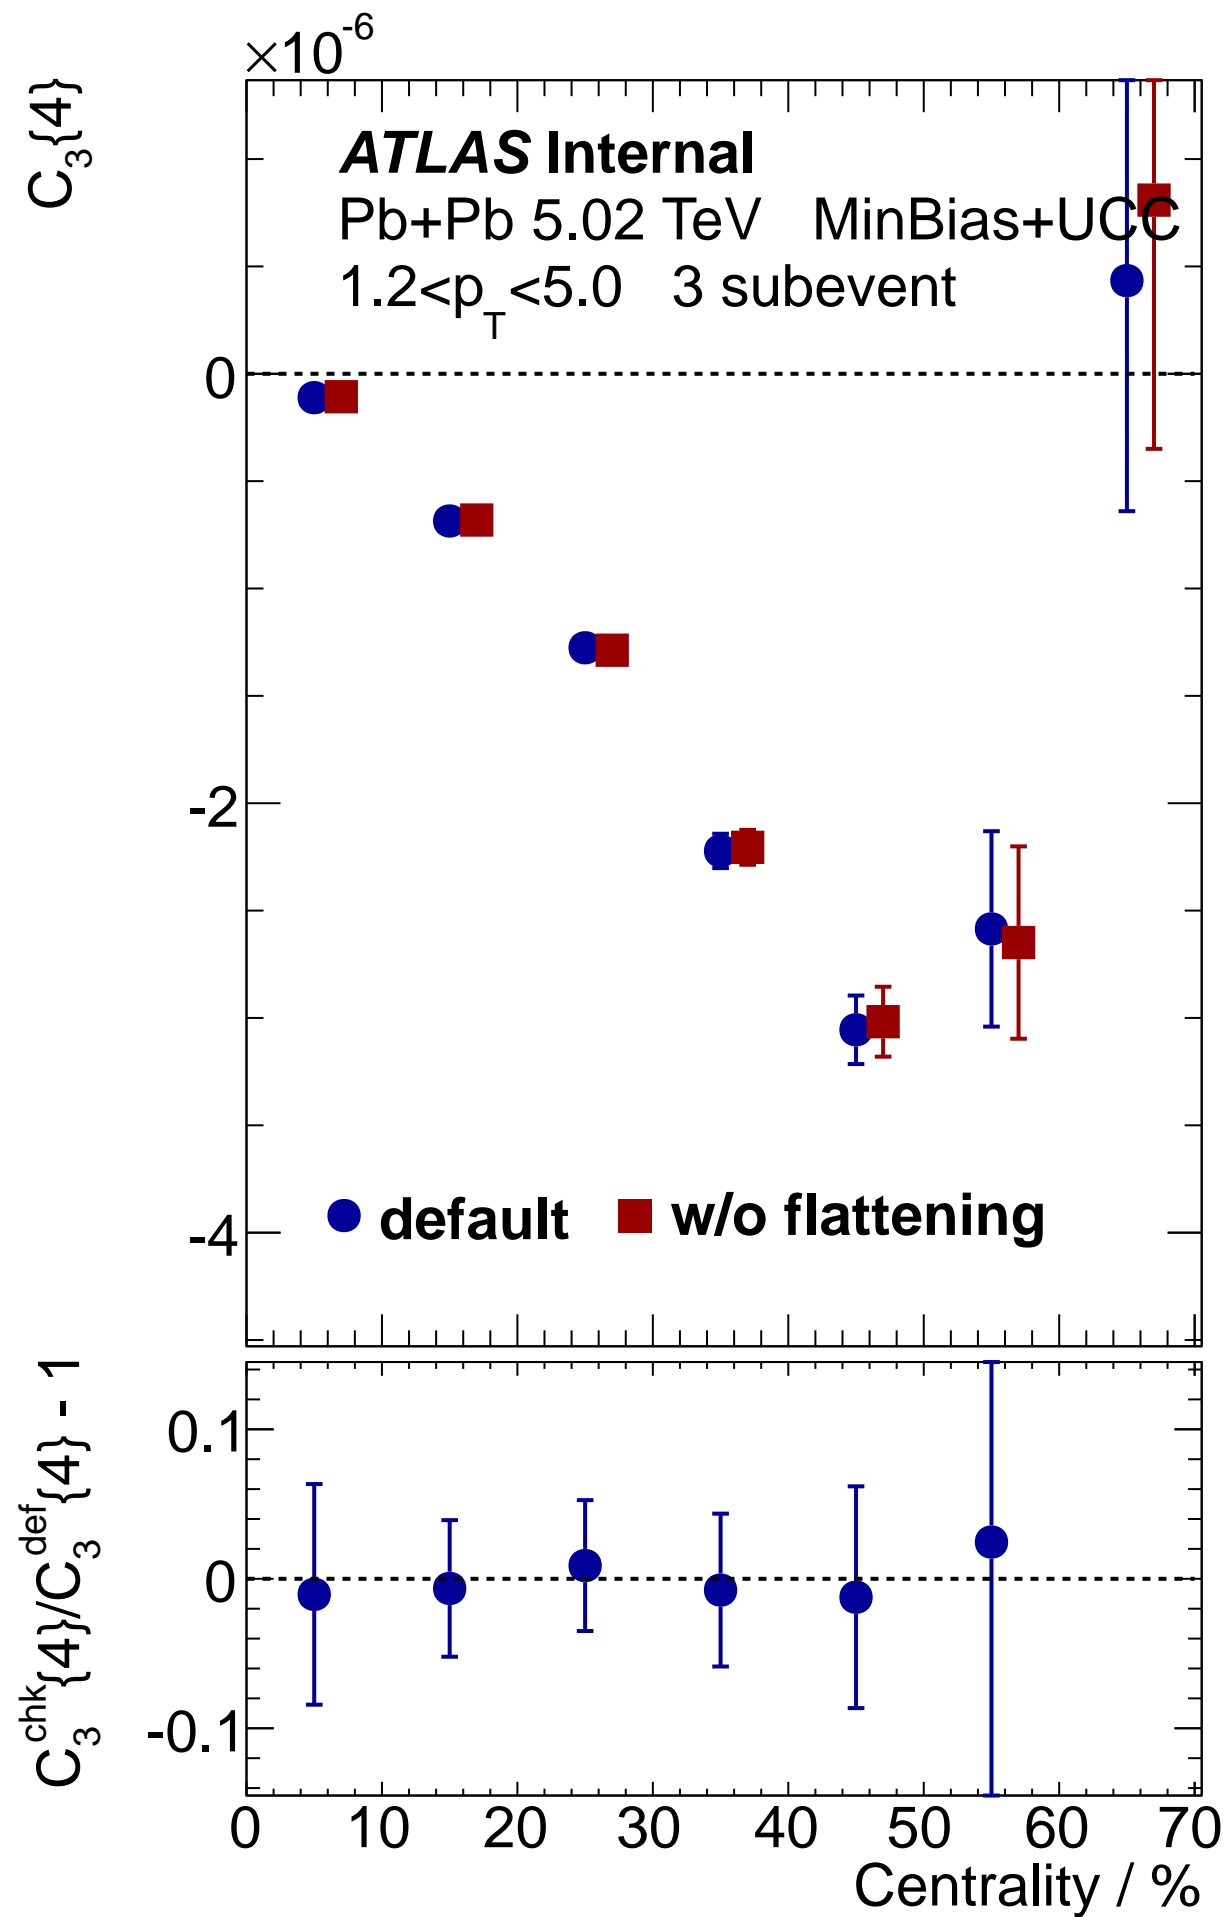 ×10-6
C3{4}
ATLAS Internal
Pb+Pb 5.02 TeV MinBias+UCC
1.2<pT<5.0 3 subevent
0
-2
-4
default w/o flattening
C3chk{4}/C3def{4} - 1
0.1
0
-0.1
0 10 20 30 40 50 60 70
Centrality / %